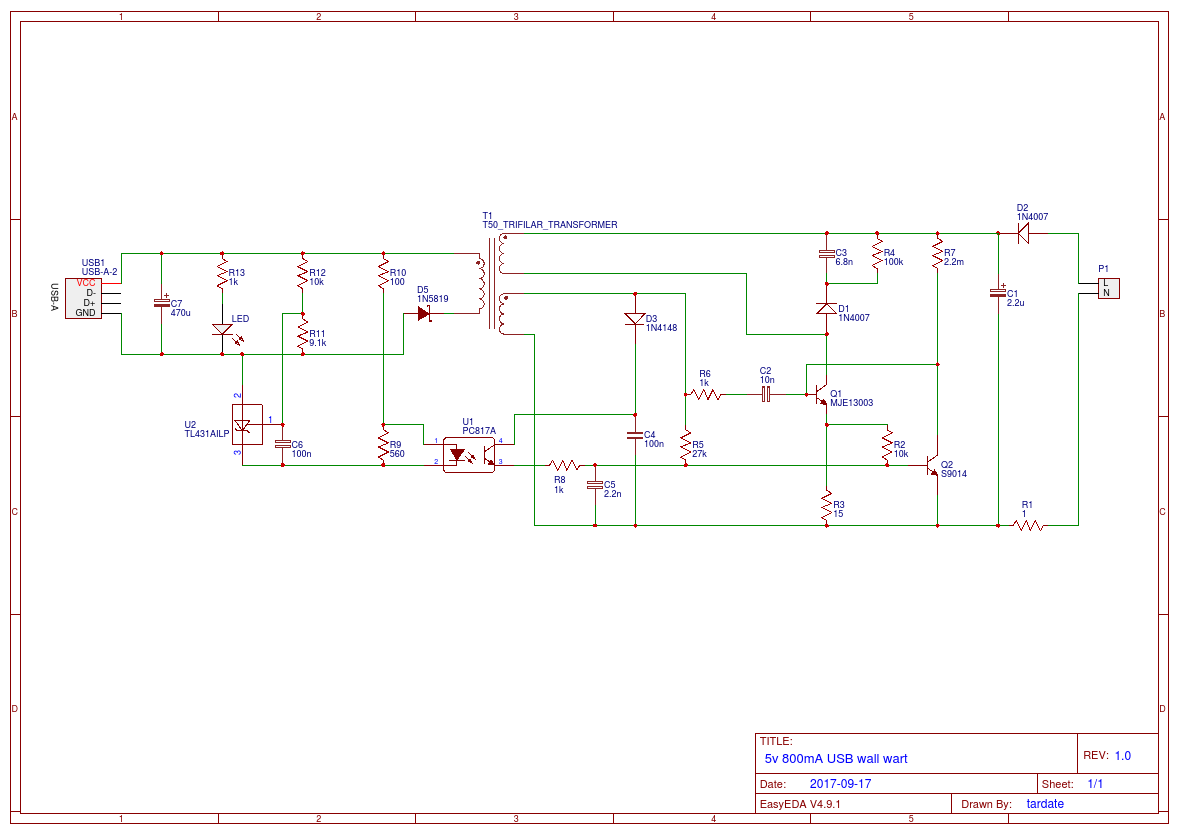 1 2 3 4 5
A A
B B
C C
D D
T1
T50_TRIFILAR_TRANSFORMER
D2
1N4007
USB1
USB-A-2
USB-A
VCC
D-
D+
GND
C7
470u
R13
1k
LED
R12
10k
R11
9.1k
R10
100
D5
1N5819
D3
1N4148
C3
6.8n
R4
100k
R7
2.2m
D1
1N4007
C1
2.2u
P1
L
N
R6
1k
C2
10n
Q1
MJE13003
U2
TL431AILP
2
1
3
C6
100n
R9
560
U1
PC817A
1
2
4
3
R8
1k
C5
2.2n
C4
100n
R5
27k
R2
10k
Q2
S9014
R3
15
R1
1
TITLE:
5v 800mA USB wall wart
REV: 1.0
Date: 2017-09-17
Sheet: 1/1
EasyEDA V4.9.1
Drawn By: tardate
1 2 3 4 5